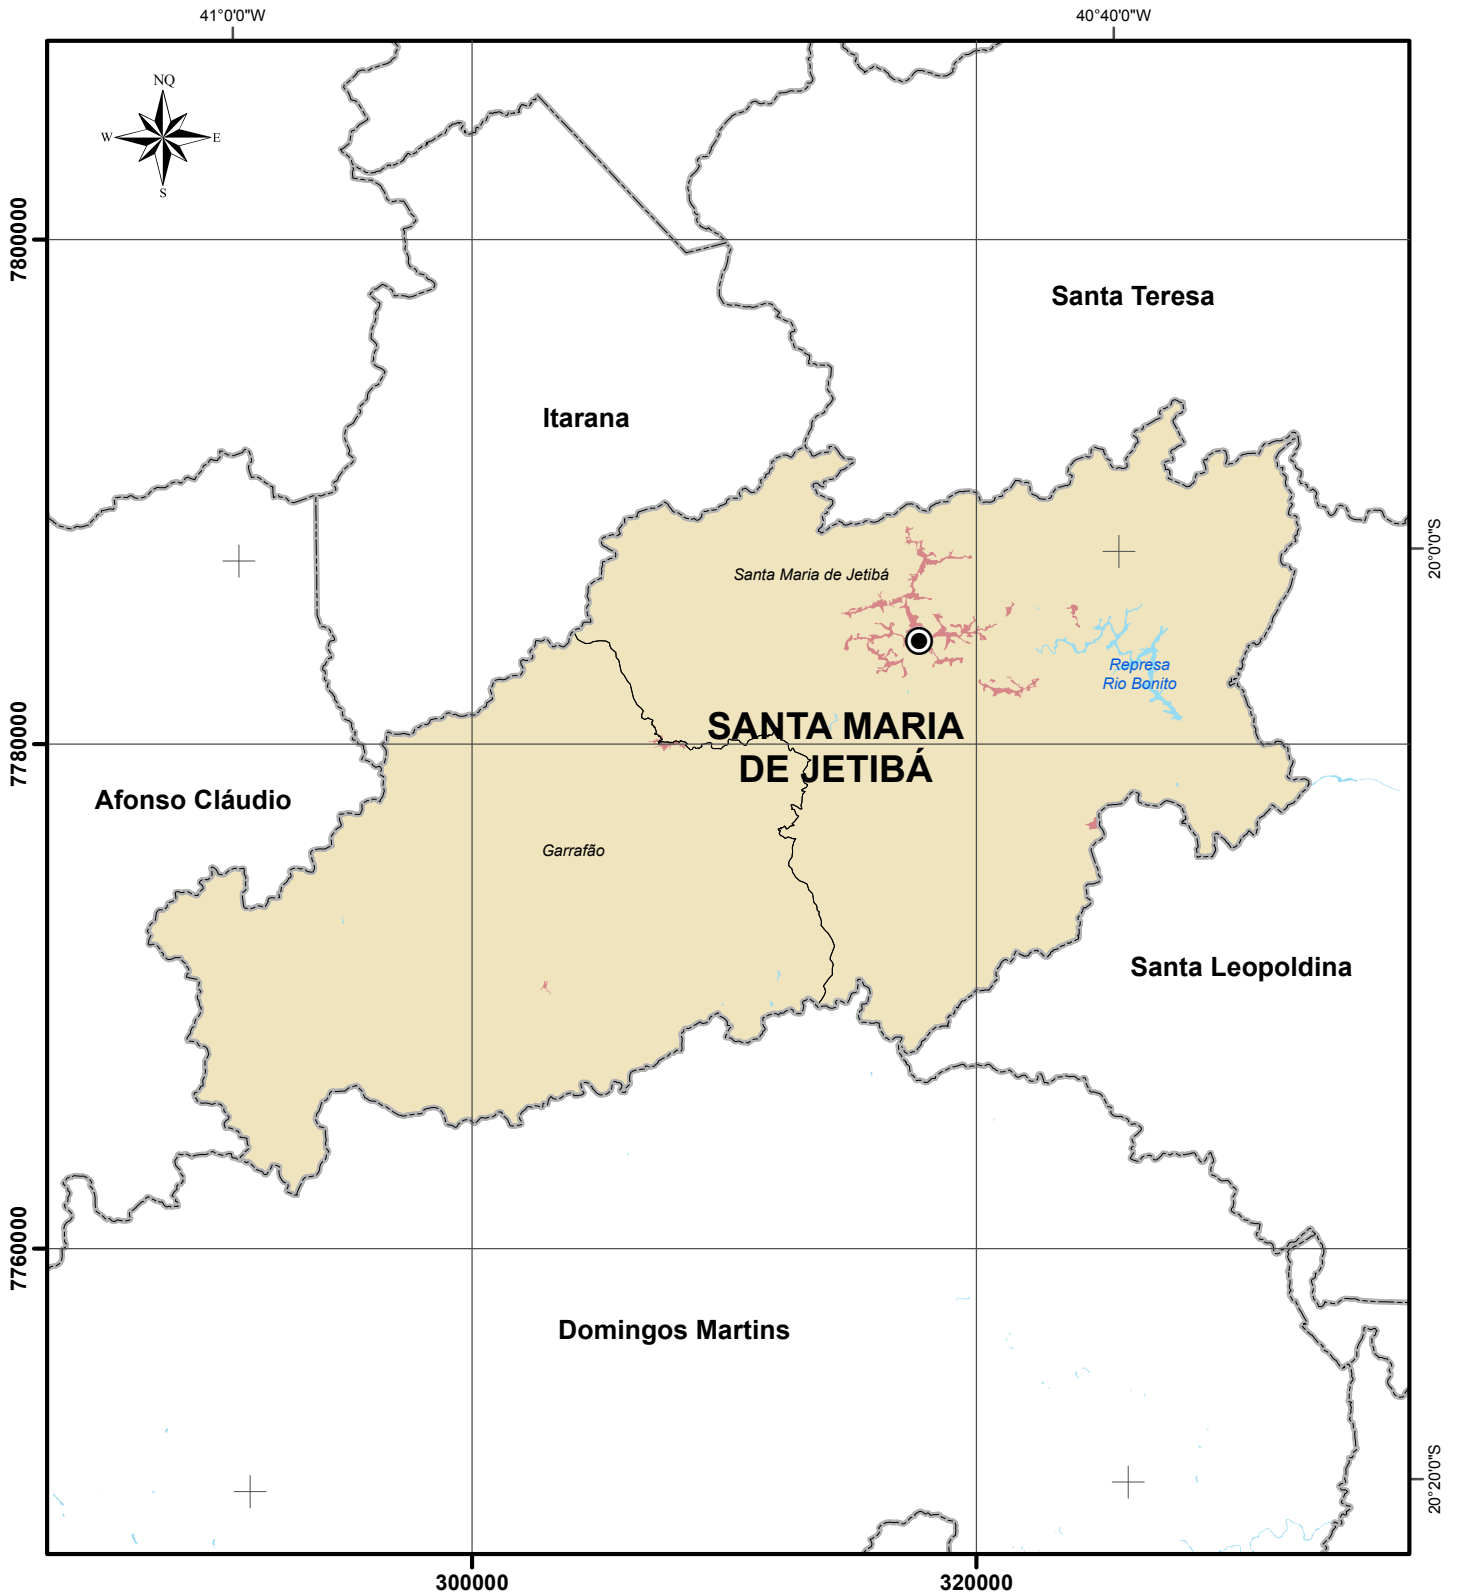 41°0'0"W
40°40'0"W
NQ
W
E
S
7800000
Santa Teresa
Itarana
20°0'0"S
Santa Maria de Jetibá
Represa
Rio Bonito
SANTA MARIA
DE JETIBÁ
7780000
Afonso Cláudio
Garrafão
Santa Leopoldina
7760000
Domingos Martins
20°20'0"S
300000
320000